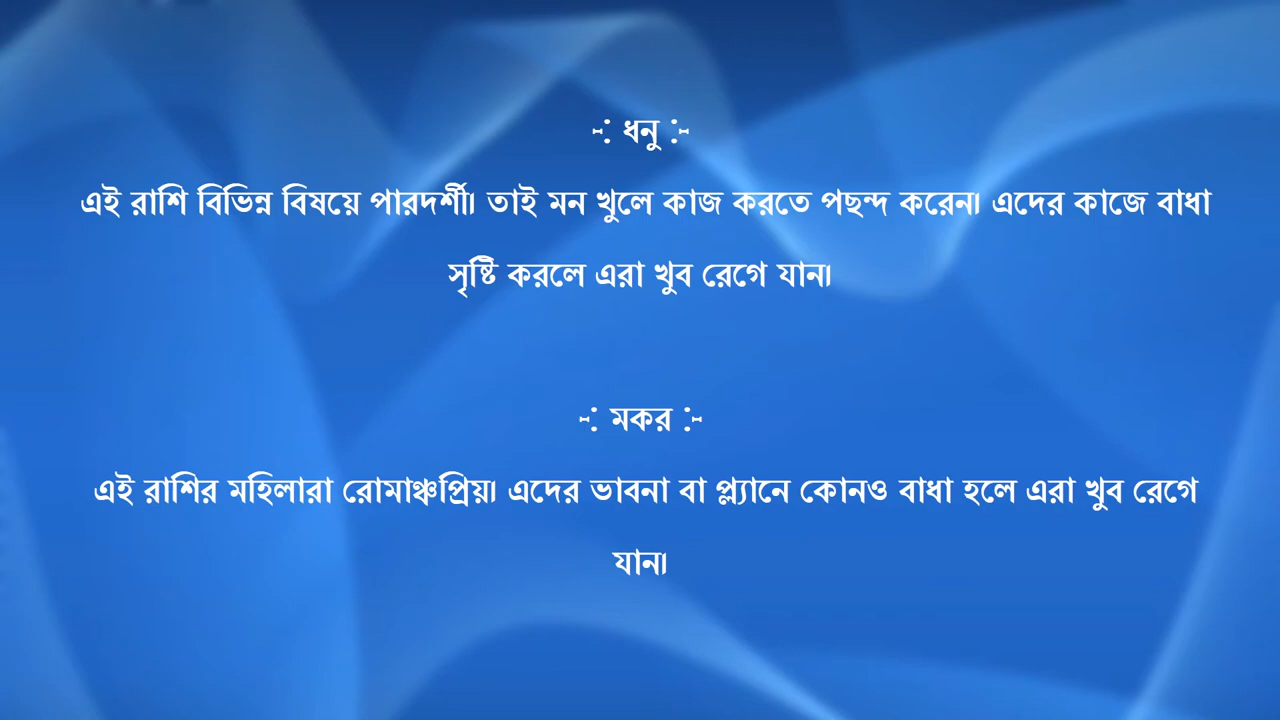 -: ধনু :-
এই রাশি বিভিন্ন বিষয়ে পারদর্শী। তাই মন খুলে কাজ করতে পছন্দ করেন। এদের কাজে বাধা
সৃষ্টি করলে এরা খুব রেগে যান।
-: মকর :-
এই রাশির মহিলারা রোমাঞ্চপ্রিয়। এদের ভাবনা বা প্ল্যানে কোনও বাধা হলে এরা খুব রেগে
যান।